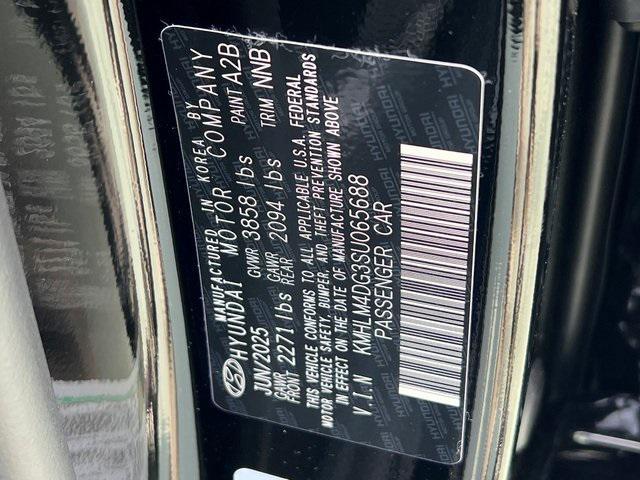 MANUFACTURED IN KOREA BY
HYUNDAI MOTOR COMPANY
JUN/2025 GVWR 3858 lbs PAINT A2B
GAWR FRONT 2271 lbs GAWR REAR 2094 lbs TRIM NNB
THIS VEHICLE CONFORMS TO ALL APPLICABLE U.S.A. FEDERAL
MOTOR VEHICLE SAFETY, BUMPER, AND THEFT PREVENTION STANDARDS
IN EFFECT ON THE DATE OF MANUFACTURE SHOWN ABOVE
V.I.N KMHLM4DG3SU065688
PASSENGER CAR